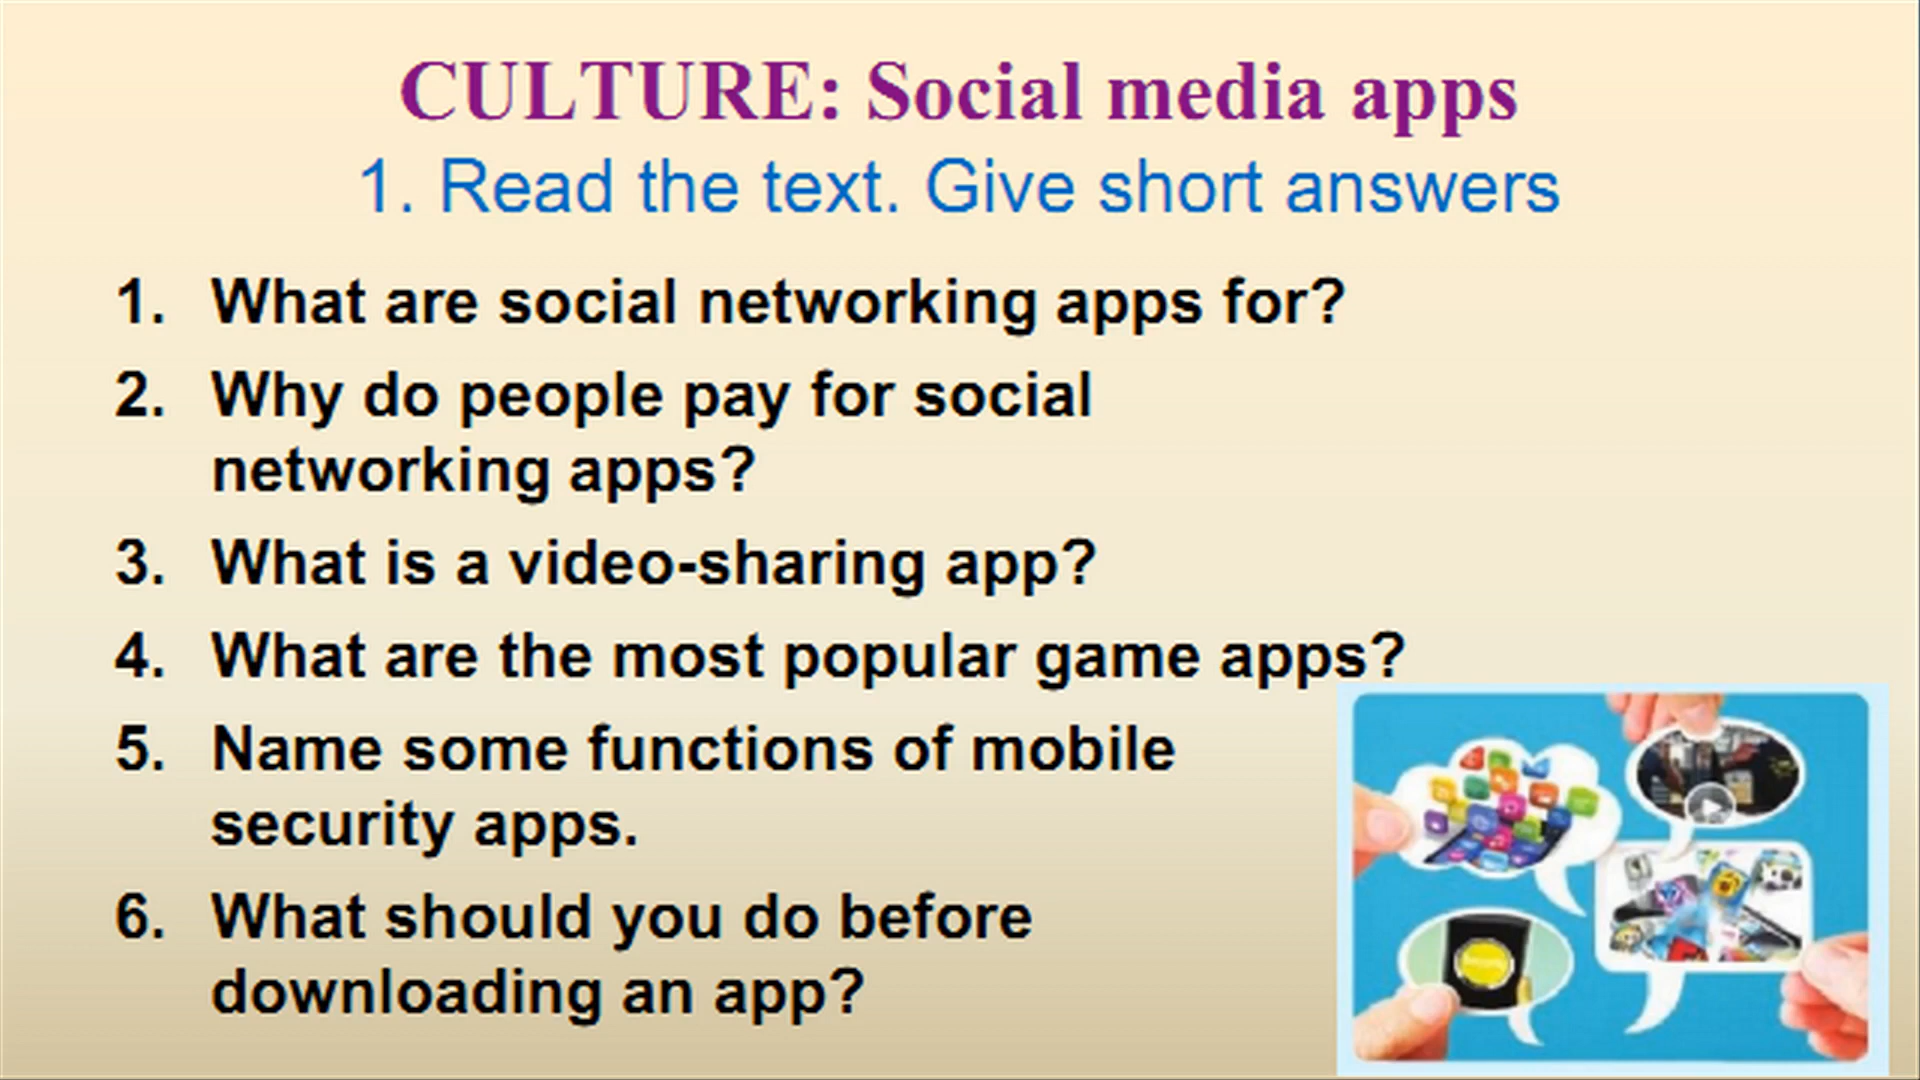 CULTURE: Social media apps
1. Read the text. Give short answers
1. What are social networking apps for?
2. Why do people pay for social
networking apps?
3. What is a video-sharing app?
4. What are the most popular game apps?
5. Name some functions of mobile
security apps.
6. What should you do before
downloading an app?